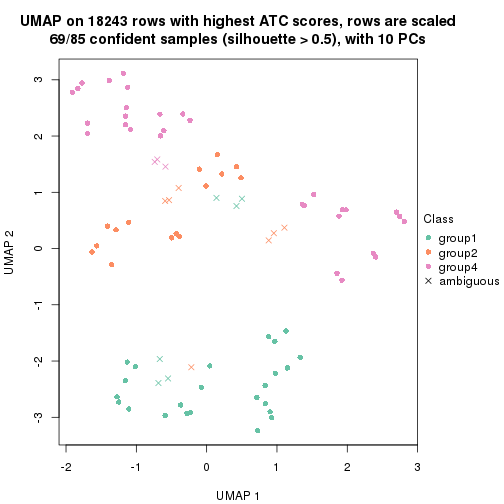 UMAP on 18243 rows with highest ATC scores, rows are scaled
69/85 confident samples (silhouette > 0.5), with 10 PCs
3
2
1
0
-1
-2
-3
UMAP 2
-2 -1 0 1 2 3
UMAP 1
Class
group1
group2
group4
ambiguous